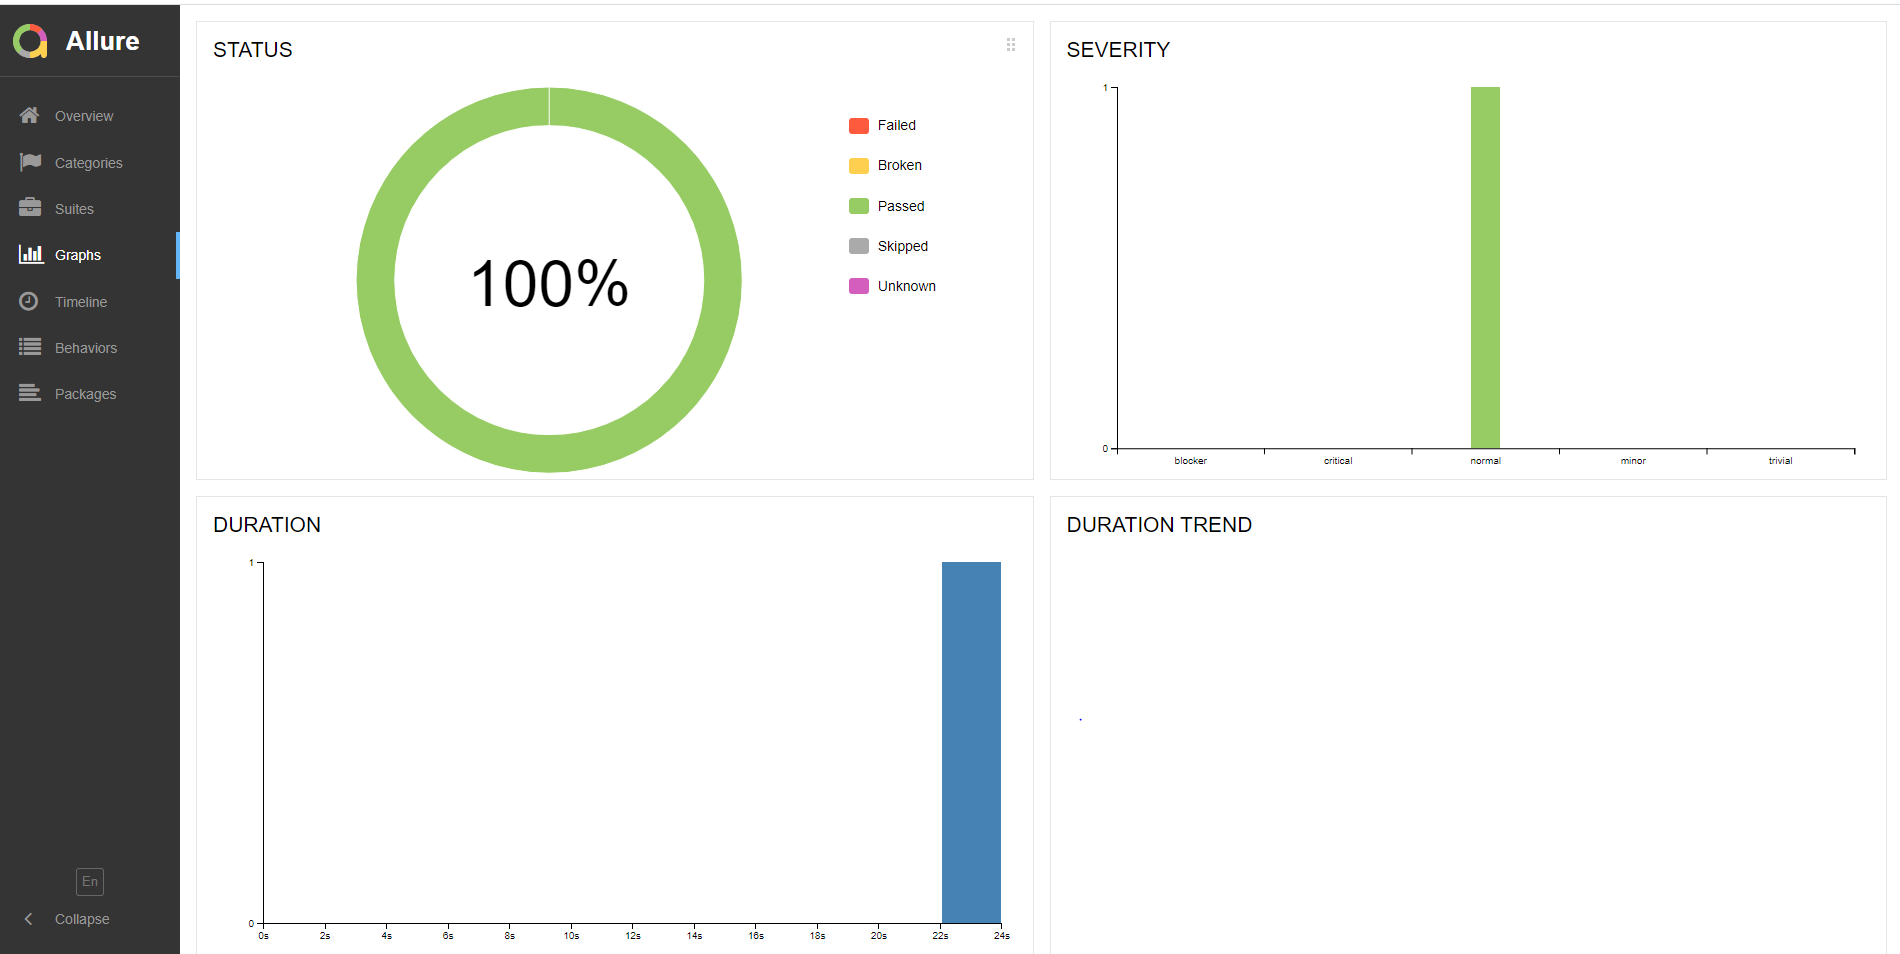 Allure
Overview
Categories
Suites
Graphs
Timeline
Behaviors
Packages
En
Collapse
STATUS
100%
Failed
Broken
Passed
Skipped
Unknown
SEVERITY
1
0
blocker critical normal minor trivial
DURATION
1
0
0s 2s 4s 6s 8s 10s 12s 14s 16s 18s 20s 22s 24s
DURATION TREND